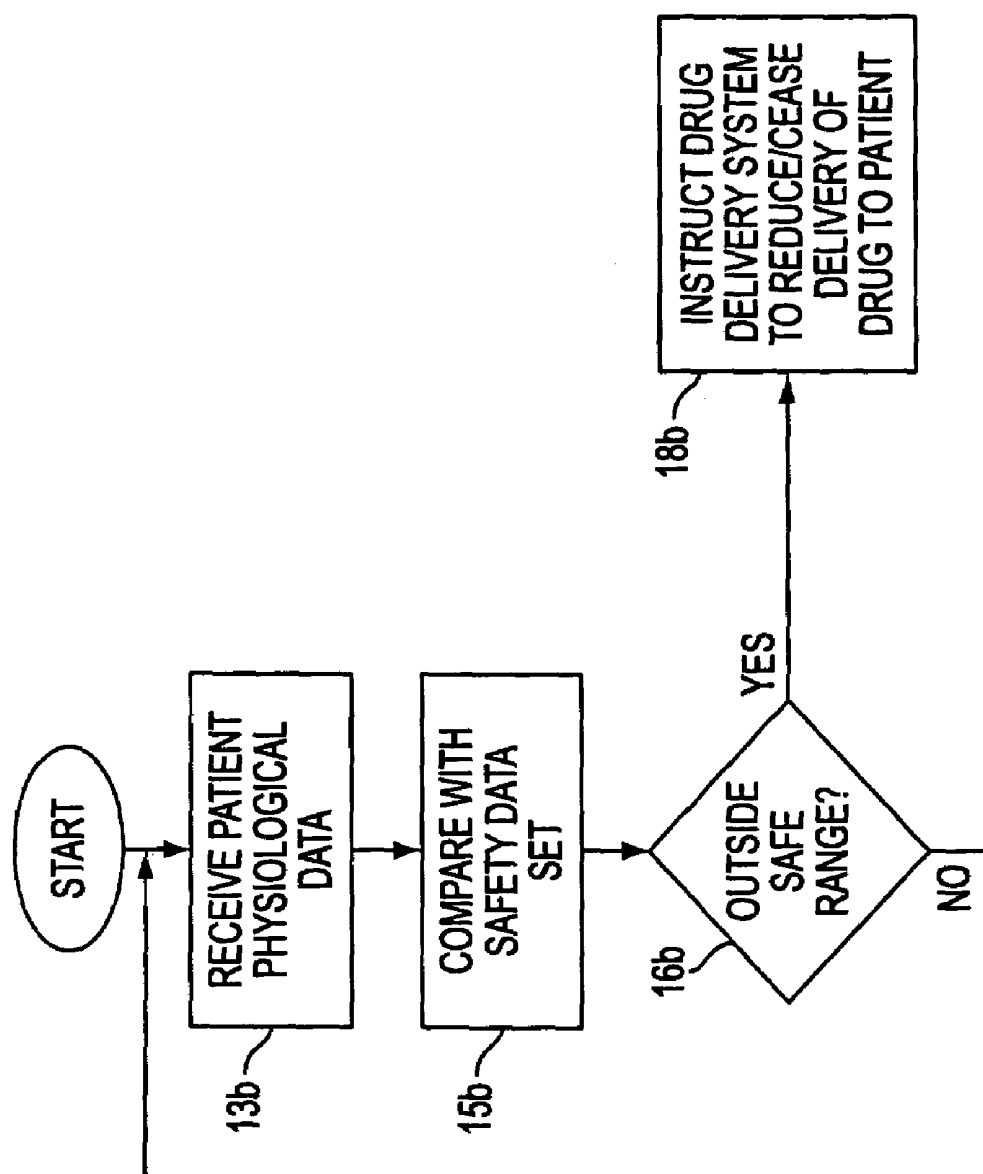 START
RECEIVE PATIENT
PHYSIOLOGICAL
DATA
13b
COMPARE WITH
SAFETY DATA
SET
15b
OUTSIDE
SAFE
RANGE?
16b
YES
NO
INSTRUCT DRUG
DELIVERY SYSTEM
TO REDUCE/CEASE
DELIVERY OF
DRUG TO PATIENT
18b